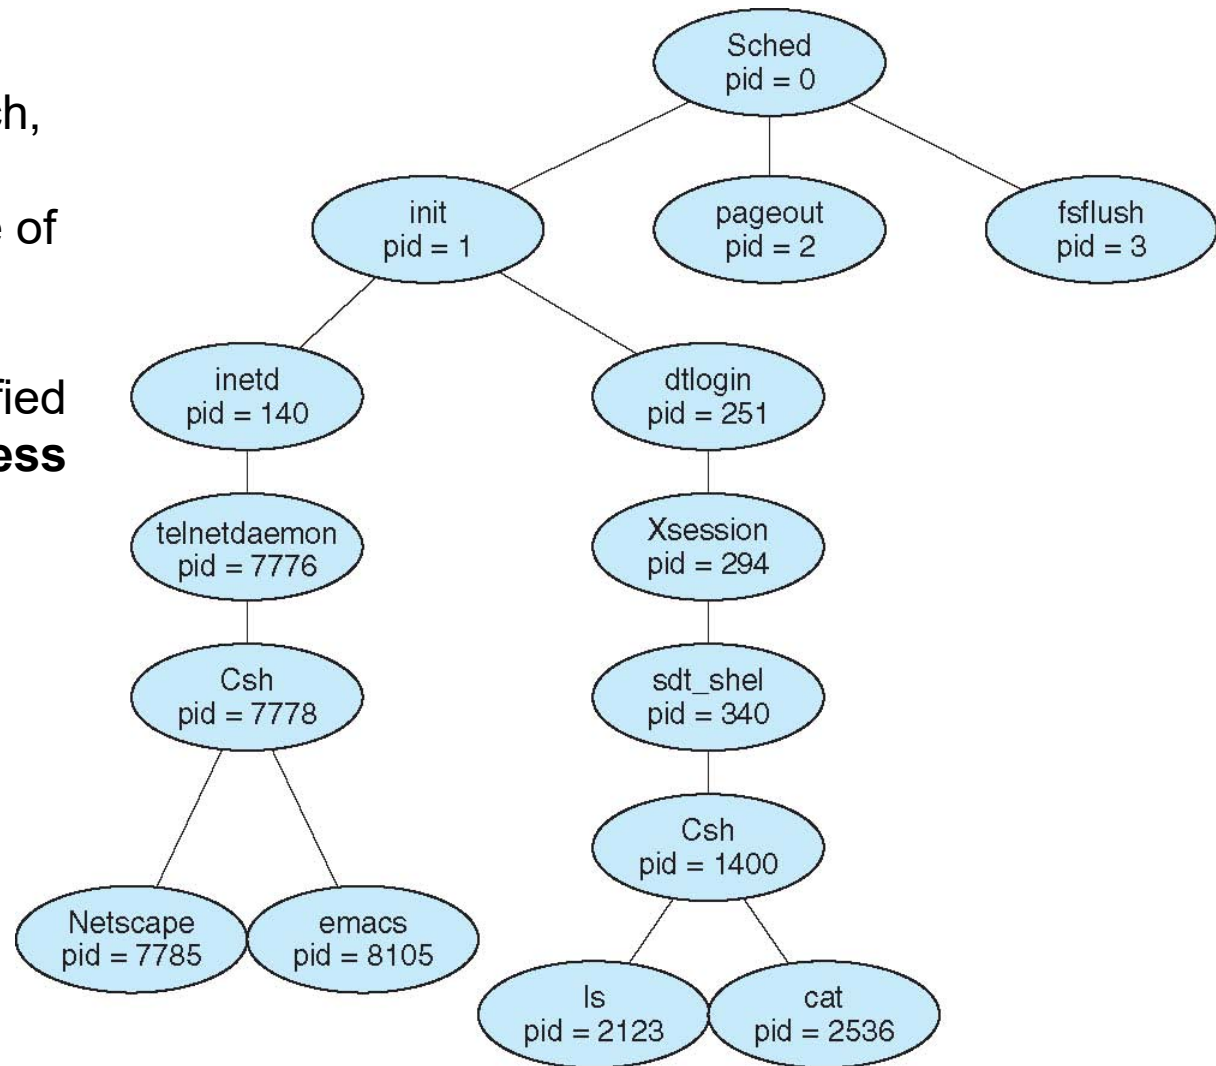 ch,
e of
fied
ess
Sched
pid = 0
init
pid = 1
pageout
pid = 2
fsflush
pid = 3
inetd
pid = 140
dtlogin
pid = 251
telnetdaemon
pid = 7776
Xsession
pid = 294
Csh
pid = 7778
sdt_shel
pid = 340
Csh
pid = 1400
Netscape
pid = 7785
emacs
pid = 8105
ls
pid = 2123
cat
pid = 2536